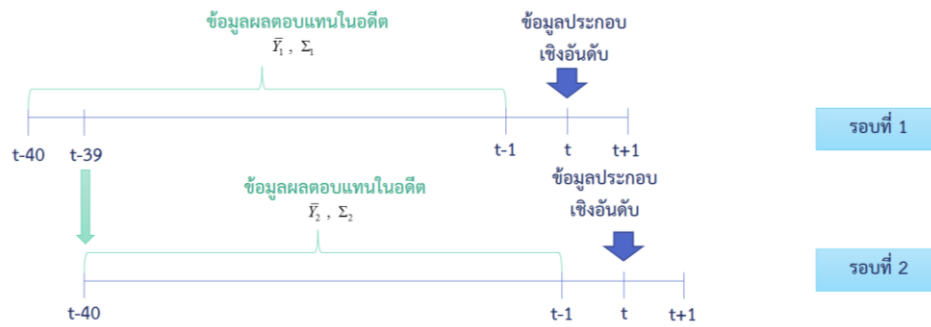 ข้อมูลผลตอบแทนในอดีต
Ȳ₁ , Σ₁
ข้อมูลประกอบ
เชิงอันดับ
t-40
t-39
t-1
t
t+1
รอบที่ 1
ข้อมูลผลตอบแทนในอดีต
Ȳ₂ , Σ₂
ข้อมูลประกอบ
เชิงอันดับ
t-40
t-1
t
t+1
รอบที่ 2